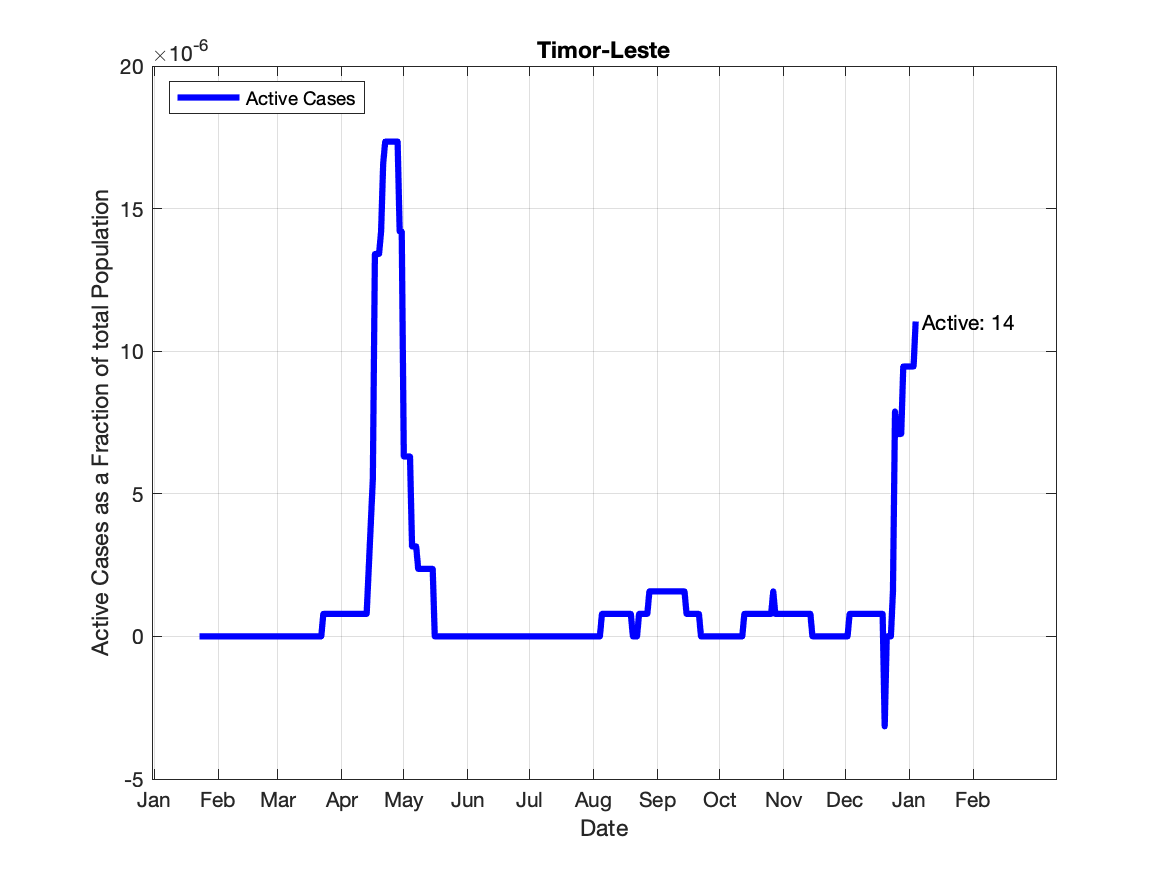 Timor-Leste
×10-6
Active Cases
20
15
10
5
0
-5
Active Cases as a Fraction of total Population
Active: 14
Jan Feb Mar Apr May Jun Jul Aug Sep Oct Nov Dec Jan Feb
Date